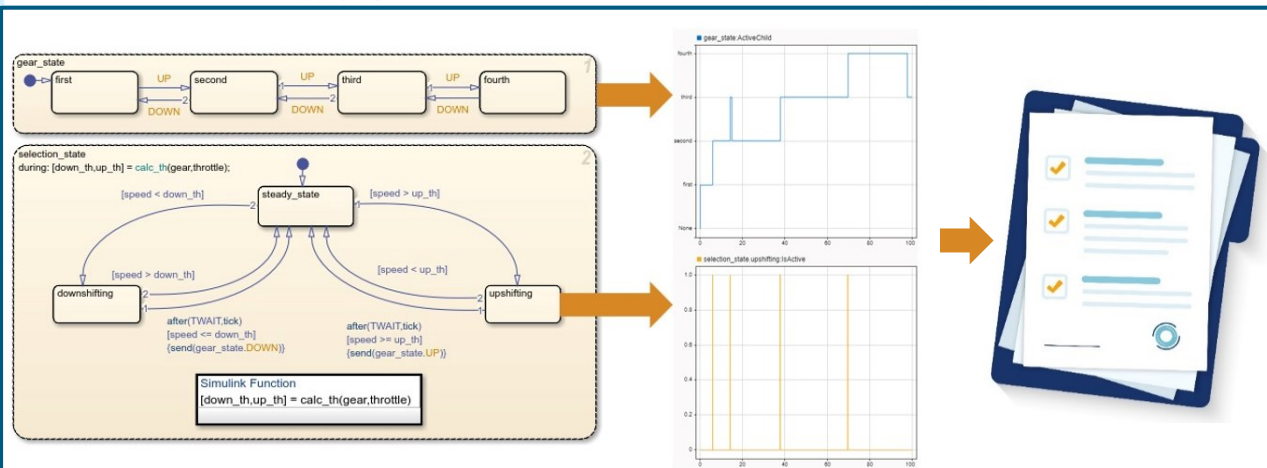 gear_state
1
first
UP
second
UP
third
UP
fourth
1
1
2
2
DOWN
DOWN
DOWN
selection_state
2
during: [down_th,up_th] = calc_th(gear,throttle);
steady_state
[speed < down_th]
2
1
[speed > up_th]
[speed > down_th]
[speed < up_th]
downshifting
2
1
2
1
upshifting
after(TWAIT,tick)
[speed <= down_th]
{send(gear_state.DOWN)}
after(TWAIT,tick)
[speed >= up_th]
{send(gear_state.UP)}
Simulink Function
[down_th,up_th] = calc_th(gear,throttle)
gear_state.ActiveChild
fourth
third
second
first
None
0 20 40 60 80 100
selection_state.upshifting:IsActive
1.0
0.8
0.6
0.4
0.2
0
0 20 40 60 80 100